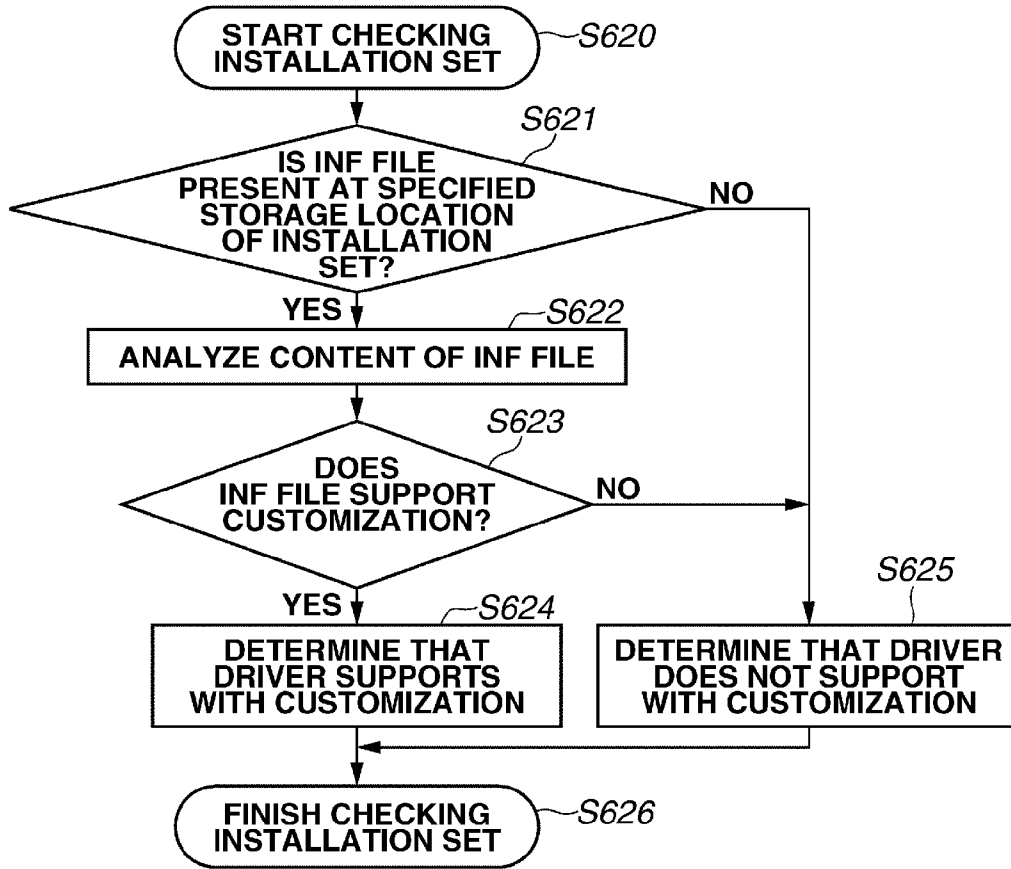 START CHECKING
INSTALLATION SET
S620
S621
IS INF FILE
PRESENT AT SPECIFIED
STORAGE LOCATION
OF INSTALLATION
SET?
NO
YES
S622
ANALYZE CONTENT OF INF FILE
S623
DOES
INF FILE SUPPORT
CUSTOMIZATION?
NO
YES
S624
DETERMINE THAT
DRIVER SUPPORTS
WITH CUSTOMIZATION
S625
DETERMINE THAT DRIVER
DOES NOT SUPPORT
WITH CUSTOMIZATION
FINISH CHECKING
INSTALLATION SET
S626